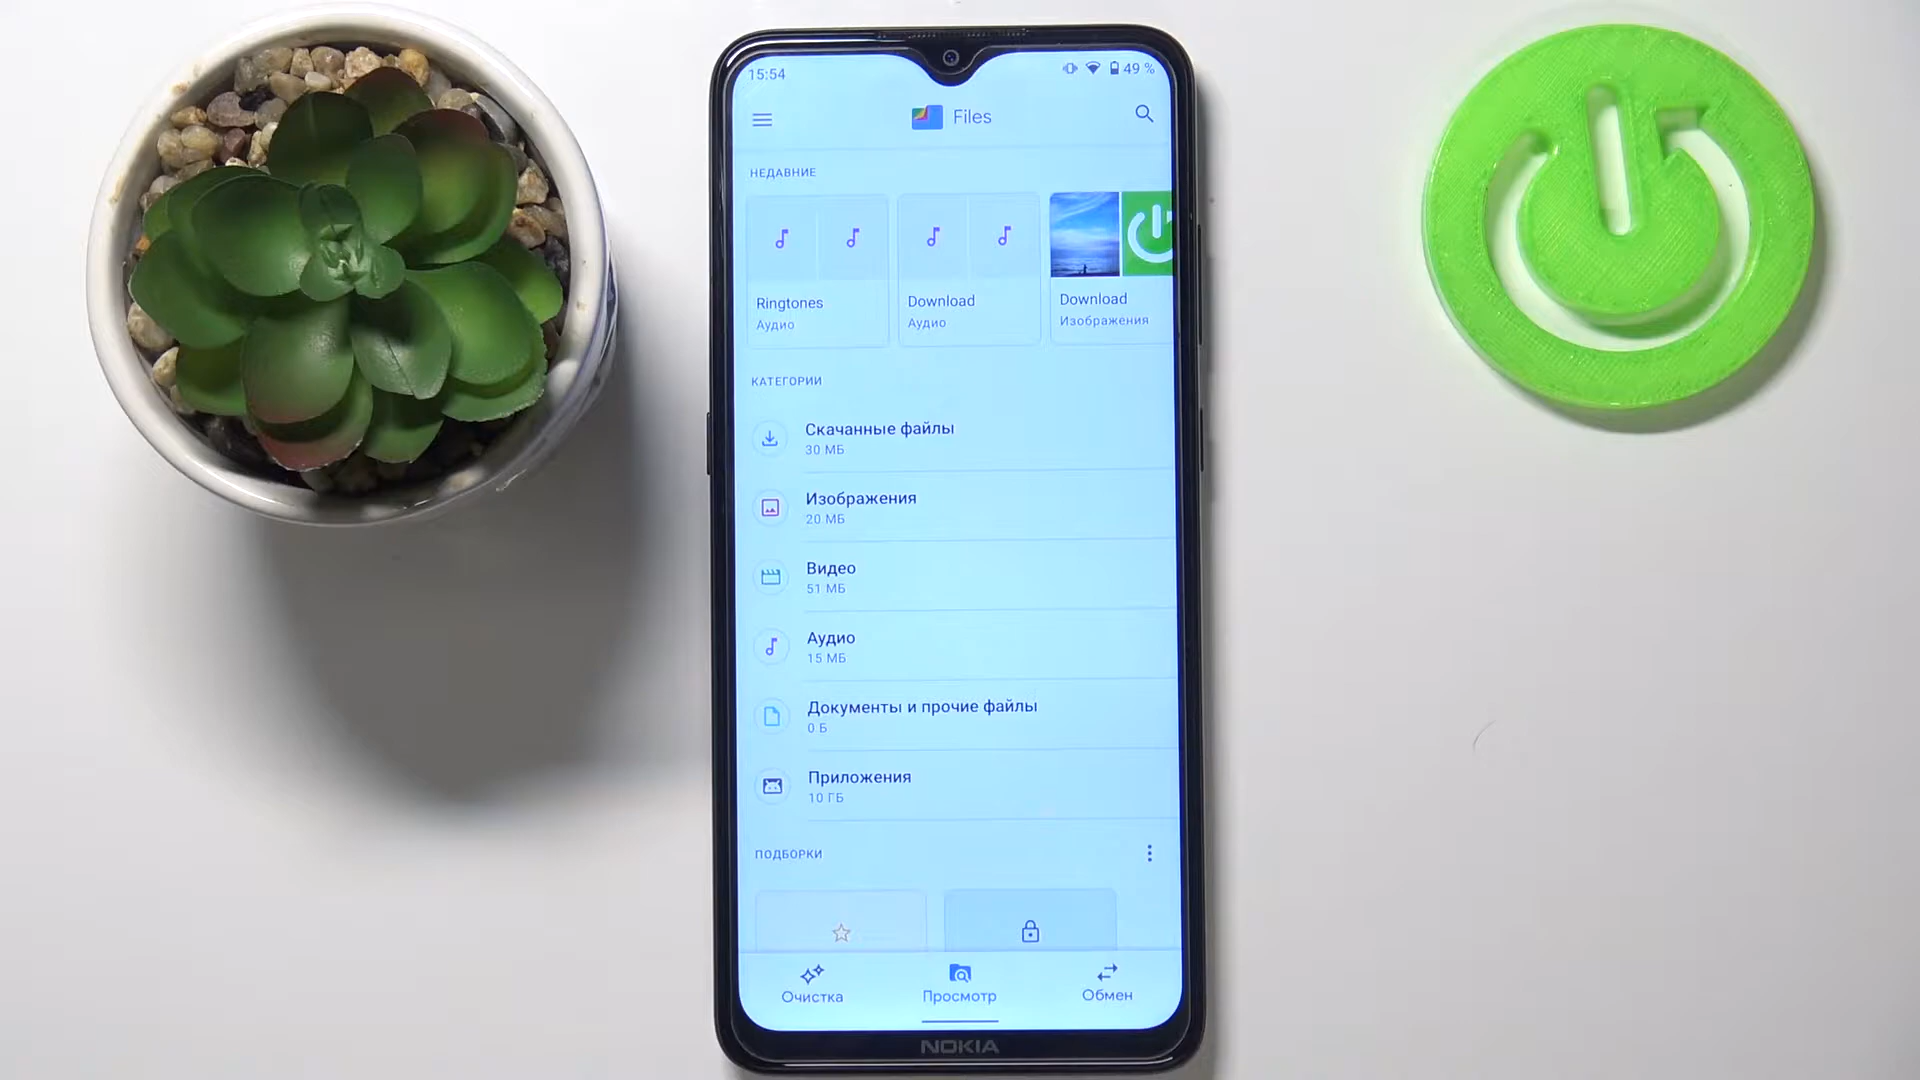 15:54
49 %
Files
НЕДАВНИЕ
Ringtones
Аудио
Download
Аудио
Download
Изображения
КАТЕГОРИИ
Скачанные файлы
30 МБ
Изображения
20 МБ
Видео
51 МБ
Аудио
15 МБ
Документы и прочие файлы
0 Б
Приложения
10 ГБ
ПОДБОРКИ
Очистка
Просмотр
Обмен
NOKIA